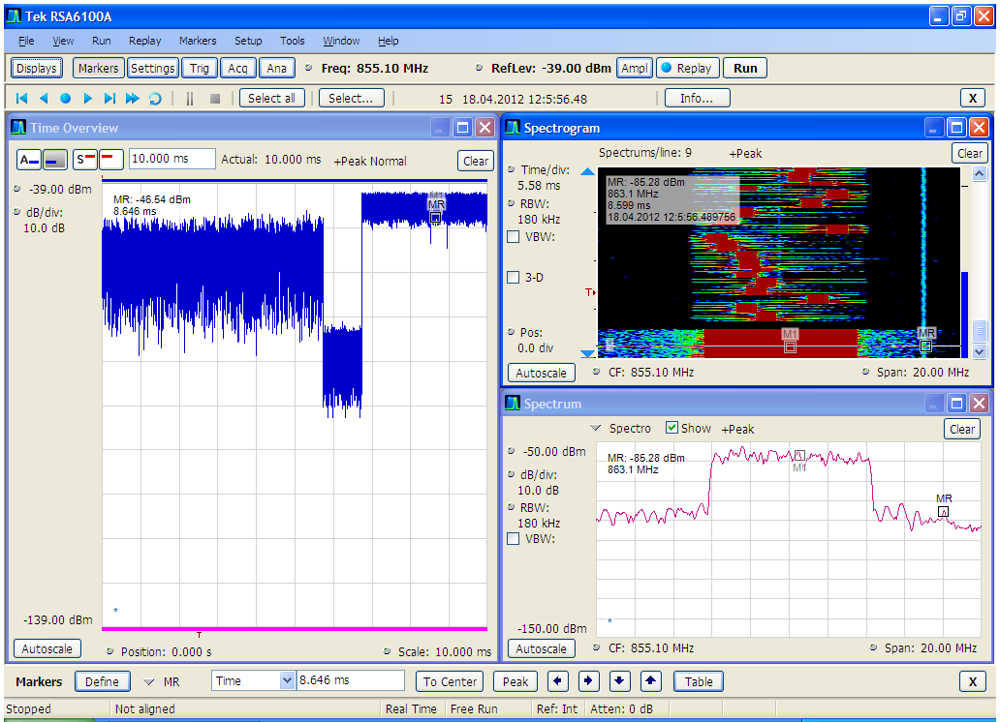 Tek RSA6100A
File View Run Replay Markers Setup Tools Window Help
Displays Markers Settings Trig Acq Ana Freq: 855.10 MHz RefLev: -39.00 dBm Ampl Replay Run
Select all Select... 15 18.04.2012 12:5:56.48 Info... X
Time Overview
A S 10.000 ms Actual: 10.000 ms +Peak Normal Clear
-39.00 dBm
dB/div:
10.0 dB
MR: -46.54 dBm
8.646 ms
M1
MR
*
-139.00 dBm
T
Autoscale Position: 0.000 s Scale: 10.000 ms
Spectrogram
Spectrums/line: 9 +Peak Clear
Time/div:
5.58 ms
RBW:
180 kHz
VBW:
3-D
T
Pos:
0.0 div
MR: -85.28 dBm
863.1 MHz
8.599 ms
18.04.2012 12:5:56.489756
M1
MR
Autoscale CF: 855.10 MHz Span: 20.00 MHz
Spectrum
Spectro Show +Peak Clear
-50.00 dBm
dB/div:
10.0 dB
RBW:
180 kHz
VBW:
MR: -85.28 dBm
863.1 MHz
M1
MR
*
-150.00 dBm
Autoscale CF: 855.10 MHz Span: 20.00 MHz
Markers Define MR Time 8.646 ms To Center Peak Table X
Stopped Not aligned Real Time Free Run Ref: Int Atten: 0 dB